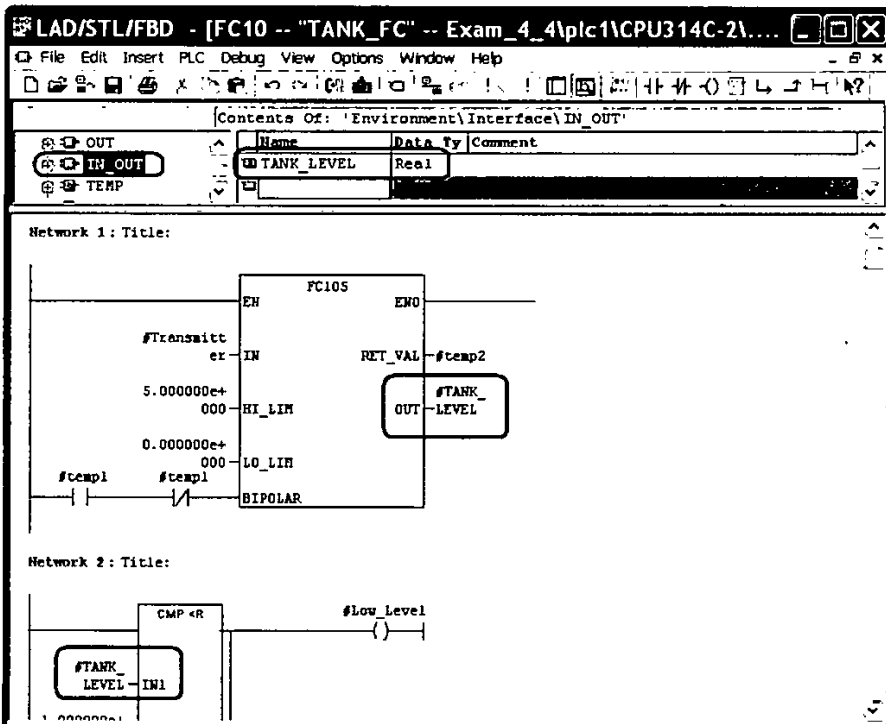 LAD/STL/FBD - [FC10 -- "TANK_FC" -- Exam_4_4\plc1\CPU314C-2\....
File Edit Insert PLC Debug View Options Window Help
Contents Of: 'Environment\Interface\IN_OUT'
OUT
IN_OUT
TEMP
Name Data Ty Comment
TANK_LEVEL Real
Network 1: Title:
FC105
EN ENO
#Transmitt
er IN RET_VAL #temp2
5.000000e+
000 HI_LIM
#TANK_
OUT LEVEL
0.000000e+
000 LO_LIM
#temp1 #temp1
BIPOLAR
Network 2: Title:
CMP <R
#Low_Level
#TANK_
LEVEL IN1